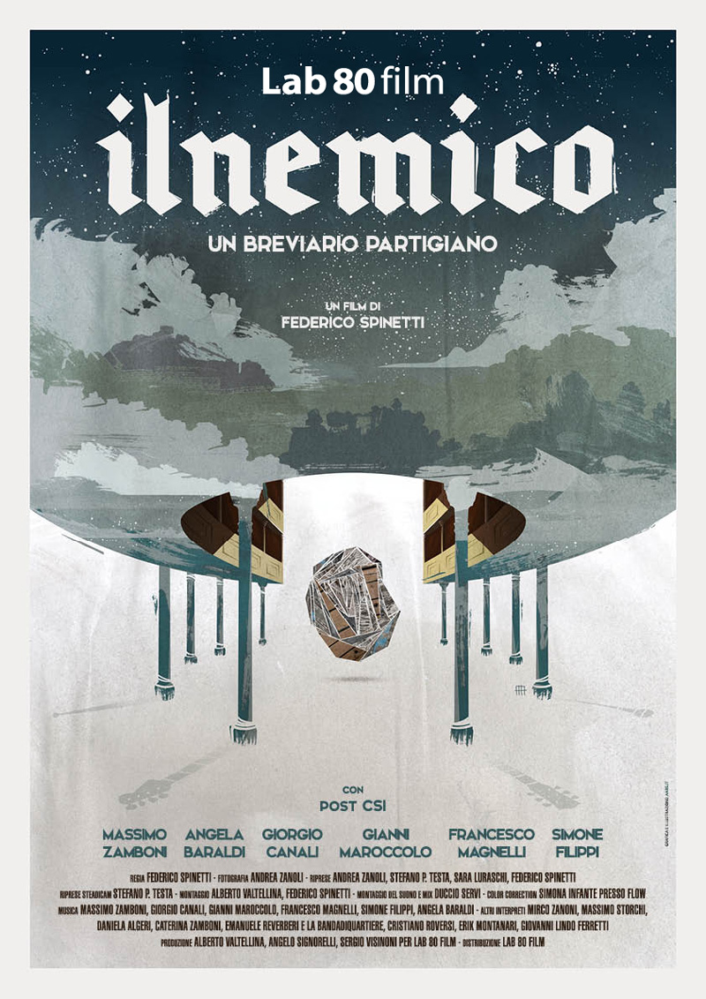 Lab 80 film
ilnemico
UN BREVIARIO PARTIGIANO
UN FILM DI
FEDERICO SPINETTI
CON
POST CSI
MASSIMO ZAMBONI
ANGELA BARALDI
GIORGIO CANALI
GIANNI MAROCCOLO
FRANCESCO MAGNELLI
SIMONE FILIPPI
REGIA FEDERICO SPINETTI - FOTOGRAFIA ANDREA ZANOLI - RIPRESE ANDREA ZANOLI, STEFANO P. TESTA, SARA LURASCHI, FEDERICO SPINETTI
RIPRESE STEADICAM STEFANO P. TESTA - MONTAGGIO ALBERTO VALTELLINA, FEDERICO SPINETTI - MONTAGGIO DEL SUONO E MIX DUCCIO SERVI - COLOR CORRECTION SIMONA INFANTE PRESSO FLOW
MUSICA MASSIMO ZAMBONI, GIORGIO CANALI, GIANNI MAROCCOLO, FRANCESCO MAGNELLI, SIMONE FILIPPI, ANGELA BARALDI - ALTRI INTERPRETI MIRCO ZANONI, MASSIMO STORCHI,
DANIELA ALGERI, CATERINA ZAMBONI, EMANUELE REVERBERI E LA BANDADIQUARTIERE, CRISTIANO ROVERSI, ERIK MONTANARI, GIOVANNI LINDO FERRETTI
PRODUZIONE ALBERTO VALTELLINA, ANGELO SIGNORELLI, SERGIO VISINONI PER LAB 80 FILM - DISTRIBUZIONE LAB 80 FILM